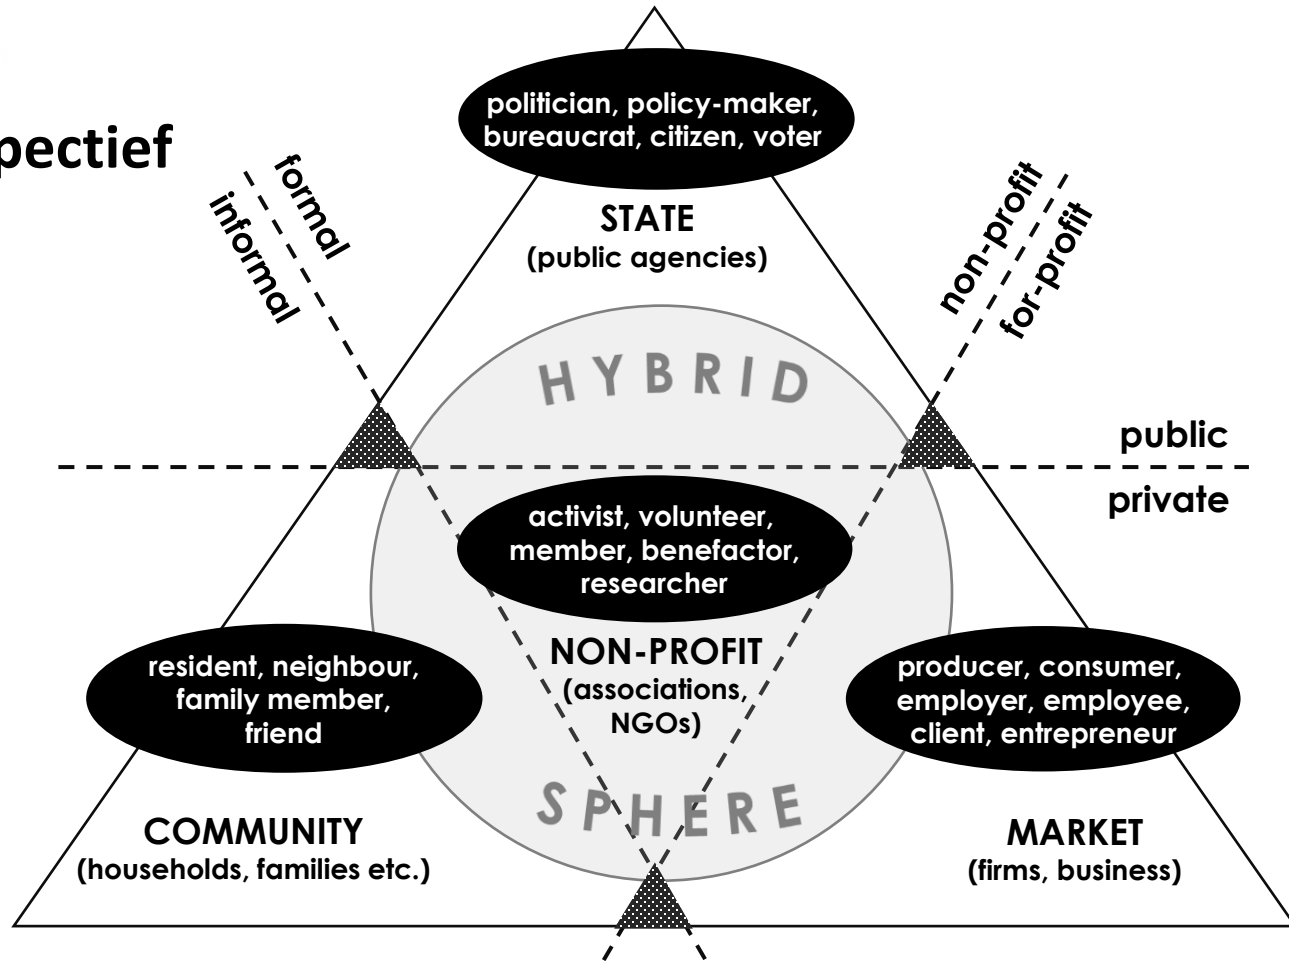 pectief
politician, policy-maker,
bureaucrat, citizen, voter
formal
informal
non-profit
for-profit
STATE
(public agencies)
HYBRID
public
private
activist, volunteer,
member, benefactor,
researcher
NON-PROFIT
(associations,
NGOs)
resident, neighbour,
family member,
friend
producer, consumer,
employer, employee,
client, entrepreneur
SPHERE
COMMUNITY
(households, families etc.)
MARKET
(firms, business)